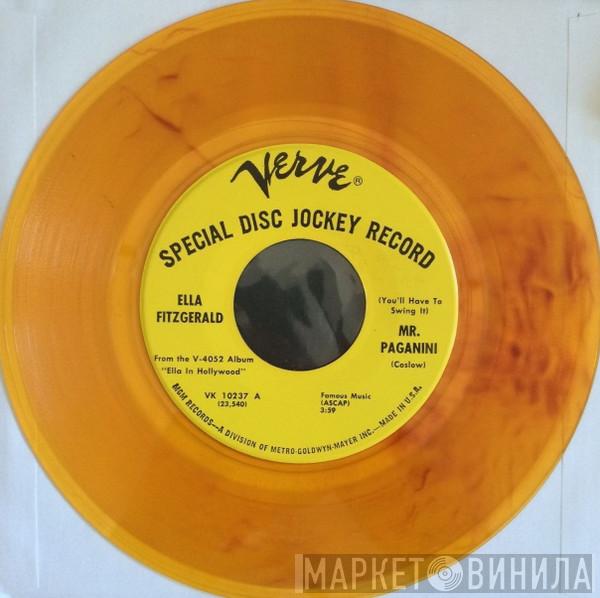 VERVE®
SPECIAL DISC JOCKEY RECORD
ELLA
FITZGERALD
(You'll Have To
Swing It)
MR.
PAGANINI
(Coslow)
From the V-4052 Album
"Ella In Hollywood"
VK 10237 A
(23,540)
Famous Music
(ASCAP)
3:59
MGM RECORDS—A DIVISION OF METRO-GOLDWYN-MAYER INC.—MADE IN U.S.A.
МАРКЕТ ВИНИЛА